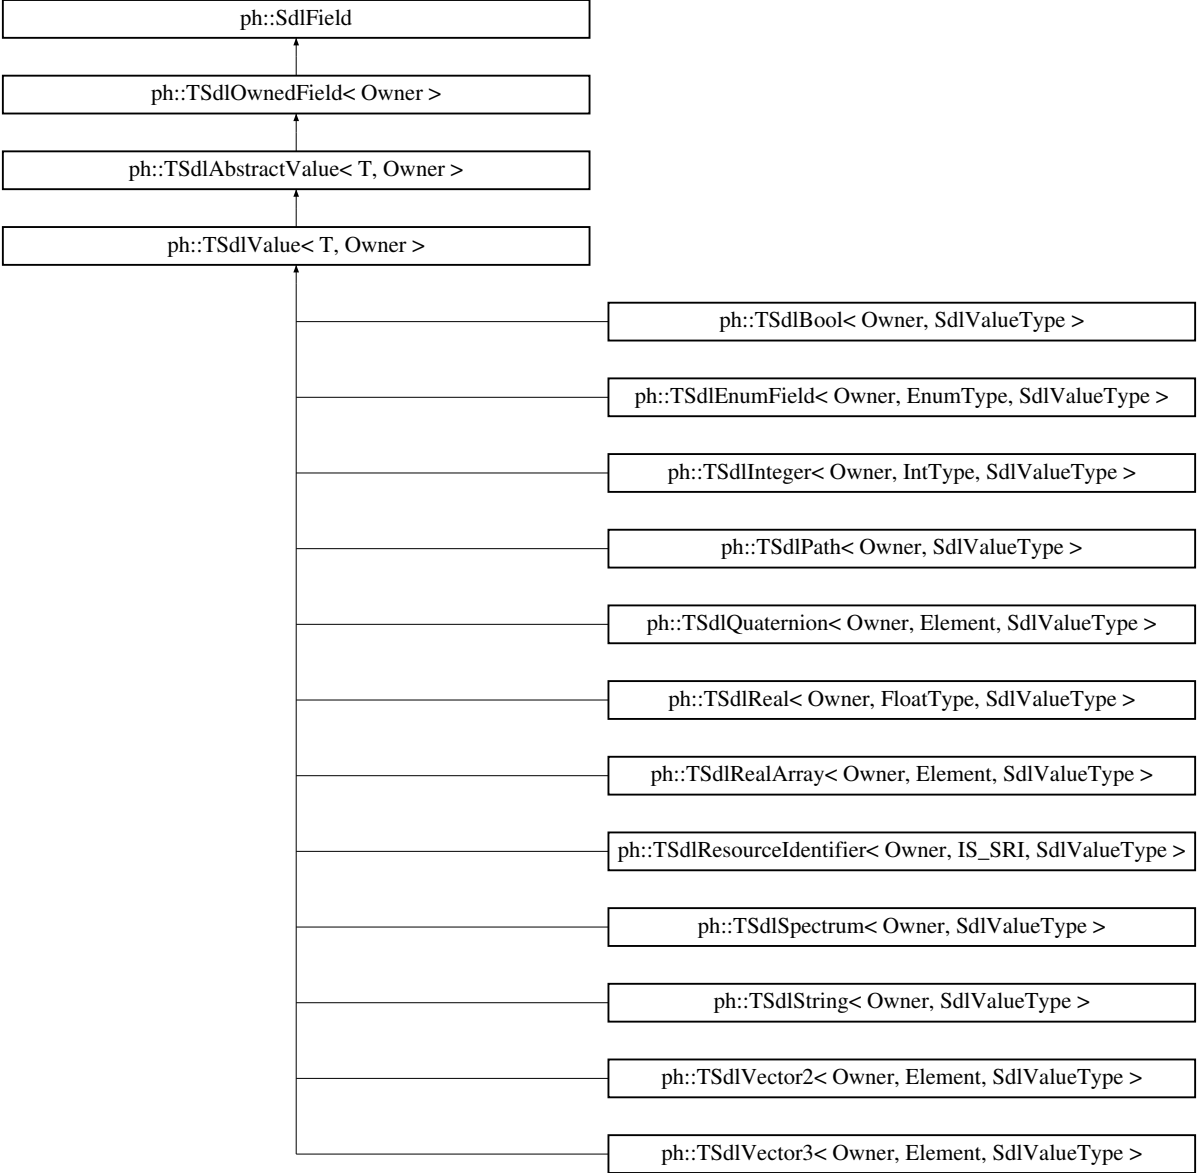 ph::SdlField
ph::TSdlOwnedField< Owner >
ph::TSdlAbstractValue< T, Owner >
ph::TSdlValue< T, Owner >
ph::TSdlBool< Owner, SdlValueType >
ph::TSdlEnumField< Owner, EnumType, SdlValueType >
ph::TSdlInteger< Owner, IntType, SdlValueType >
ph::TSdlPath< Owner, SdlValueType >
ph::TSdlQuaternion< Owner, Element, SdlValueType >
ph::TSdlReal< Owner, FloatType, SdlValueType >
ph::TSdlRealArray< Owner, Element, SdlValueType >
ph::TSdlResourceIdentifier< Owner, IS_SRI, SdlValueType >
ph::TSdlSpectrum< Owner, SdlValueType >
ph::TSdlString< Owner, SdlValueType >
ph::TSdlVector2< Owner, Element, SdlValueType >
ph::TSdlVector3< Owner, Element, SdlValueType >